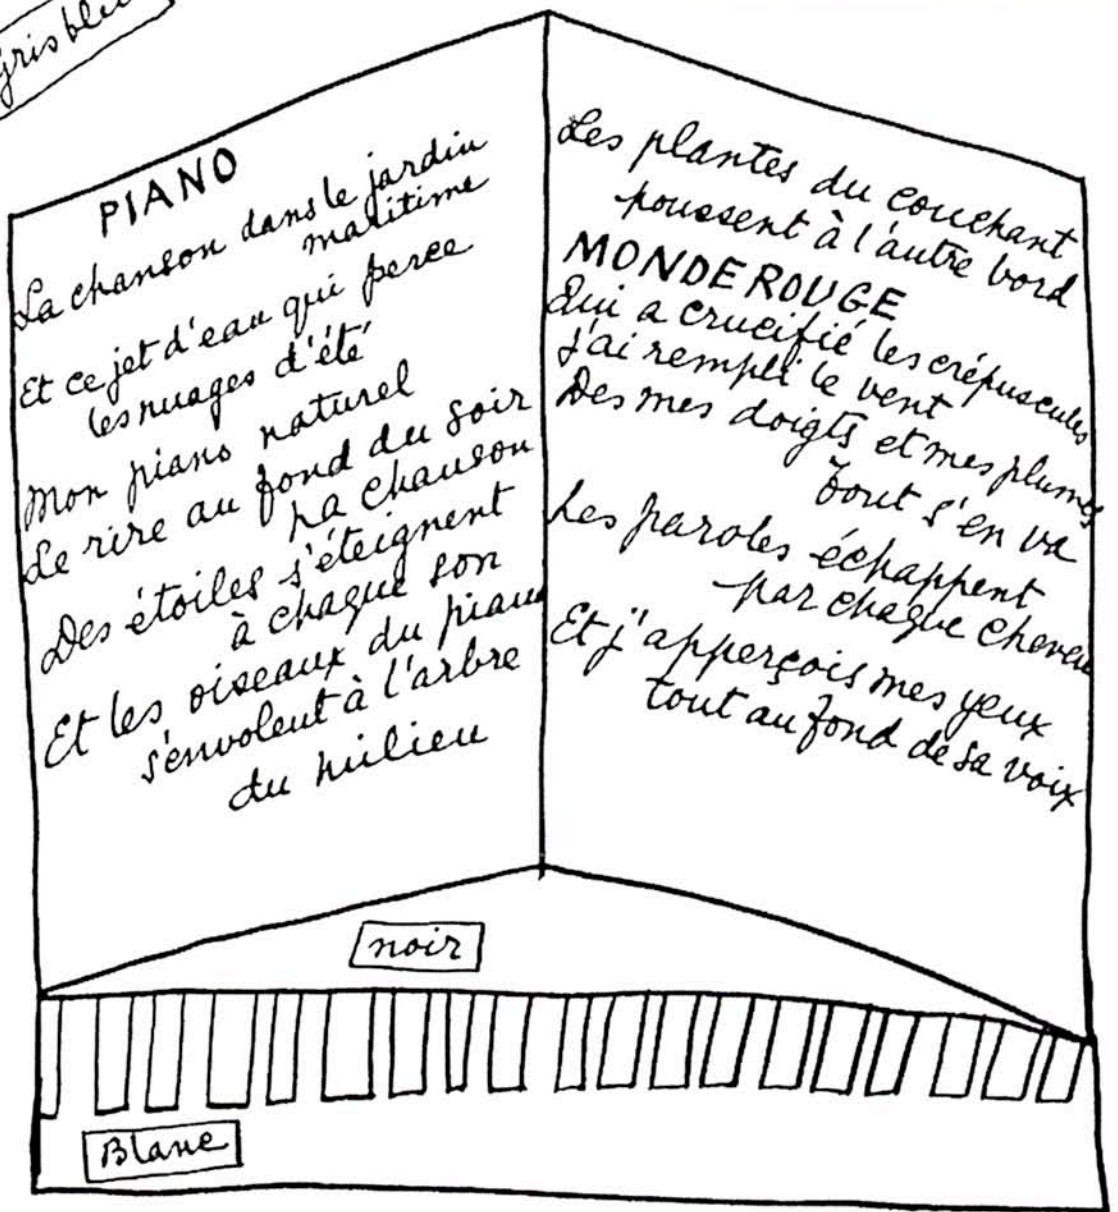 Gris bleu
PIANO
La chanson dans le jardin
maritime
Et ce jet d'eau qui perce
les nuages d'été
Mon piano naturel
Le rire au fond du soir
La chanson
Des étoiles s'éteignent
à chaque son
Et les oiseaux du piano
s'envolent à l'arbre
du milieu
Les plantes du couchant
poussent à l'autre bord
MONDE ROUGE
Qui a crucifié les crépuscules
J'ai rempli le vent
Des mes doigts et mes plumes
Tout s'en va
Les paroles échappent
par chaque cheveu
Et j'apperçois mes yeux
tout au fond de sa voix
noir
Blanc